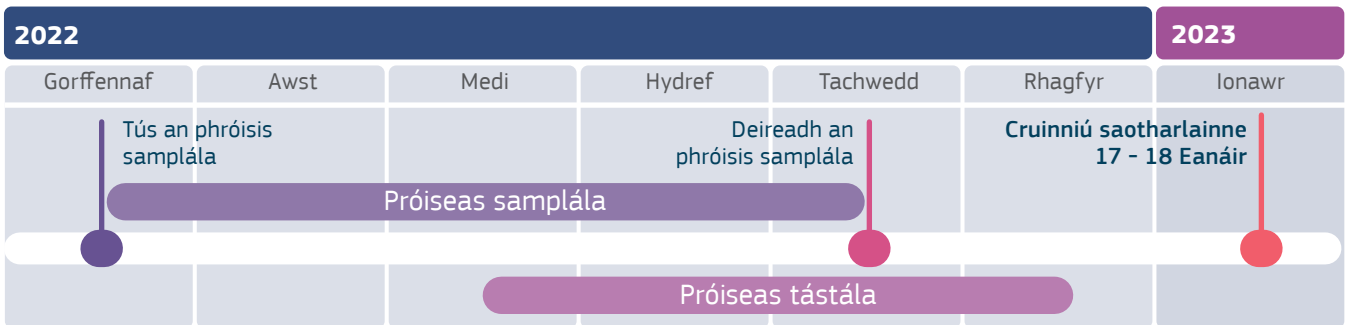 2022
2023
Gorffennaf
Awst
Medi
Hydref
Tachwedd
Rhagfyr
Ionawr
Tús an phróisis
samplála
Deireadh an
phróisis samplála
Cruinniú saotharlainne
17 - 18 Eanáir
Próiseas samplála
Próiseas tástála